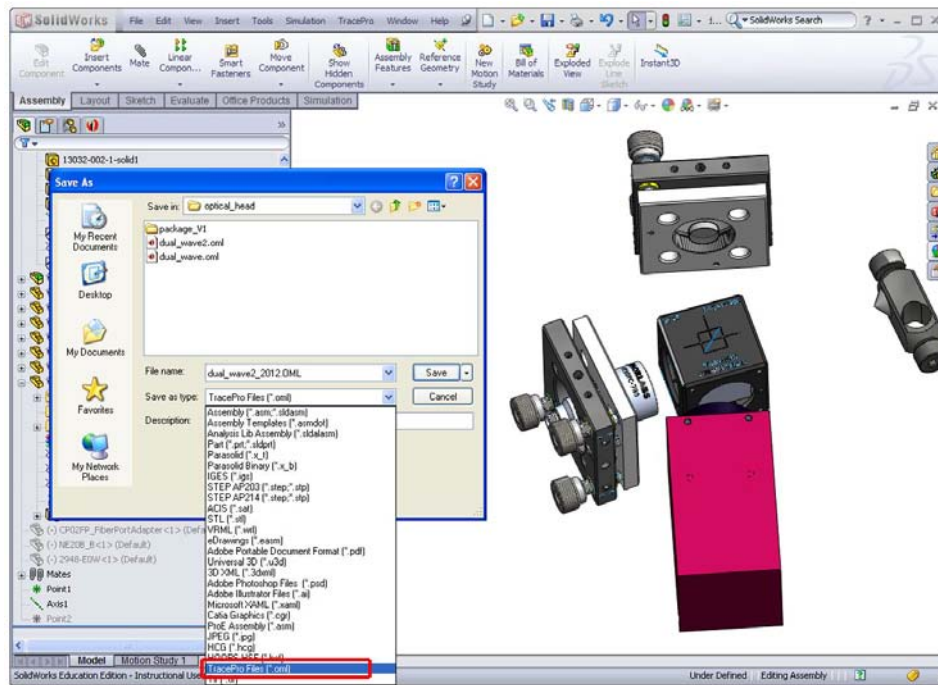 SolidWorks File Edit View Insert Tools Simulation TracePro Window Help 1... SolidWorks Search ?
Edit Component
Insert Components
Mate
Linear Compon...
Smart Fasteners
Move Component
Show Hidden Components
Assembly Features
Reference Geometry
New Motion Study
Bill of Materials
Exploded View
Explode Line Sketch
Instant3D
Assembly Layout Sketch Evaluate Office Products Simulation
13032-002-1-solid1
Save As
Save in: optical_head
My Recent Documents
Desktop
My Documents
Favorites
My Network Places
package_V1
dual_wave2.oml
dual_wave.oml
File name: dual_wave2_2012.OML Save
Save as type: TracePro Files (*.oml) Cancel
Description:
Assembly (*.asm;*.sldasm)
Assembly Templates (*.asmdot)
Analysis Lib Assembly (*.sldalasm)
Part (*.prt;*.sldprt)
Parasolid (*.x_t)
Parasolid Binary (*.x_b)
IGES (*.igs)
STEP AP203 (*.step;*.stp)
STEP AP214 (*.step;*.stp)
ACIS (*.sat)
STL (*.stl)
VRML (*.wrl)
eDrawings (*.easm)
Adobe Portable Document Format (*.pdf)
Universal 3D (*.u3d)
3D XML (*.3dxml)
Adobe Photoshop Files (*.psd)
Adobe Illustrator Files (*.ai)
Microsoft XAML (*.xaml)
Catia Graphics (*.cgr)
ProE Assembly (*.asm)
JPEG (*.jpg)
HCG (*.hcg)
HOOPS HSF (*.hsf)
TracePro Files (*.oml)
(-) CP02FP_FiberPortAdapter<1> (Def
(-) NE20B_B<1> (Default)
(-) 2948-E0W<1> (Default)
Mates
Point1
Axis1
Point2
Model Motion Study 1
SolidWorks Education Edition - Instructional Use Under Defined Editing Assembly